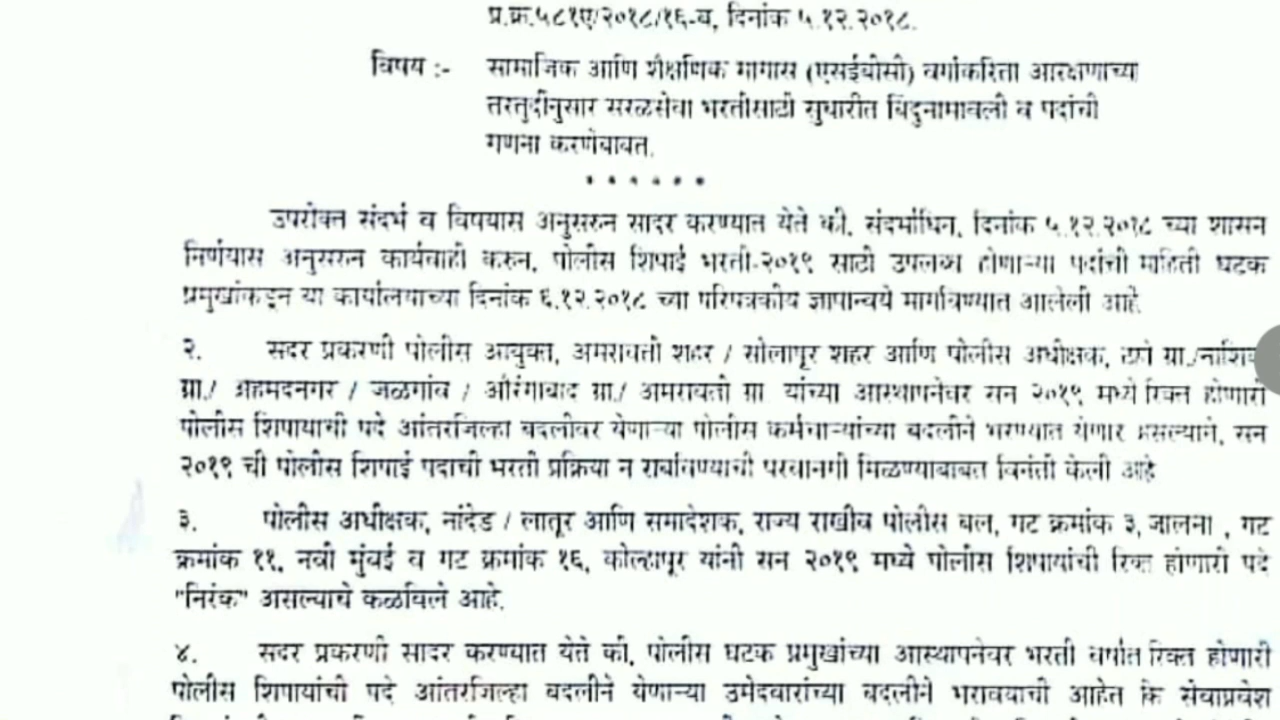 प्र.क्र.५८१ए/२०१८/१६-ब, दिनांक ५.१२.२०१८.
विषय :- सामाजिक आणि शैक्षणिक मागास (एसईबीसी) वर्गाकरिता आरक्षणाच्या
तरतुदीनुसार सरळसेवा भरतीसाठी सुधारीत बिंदुनामावली व पदांची
गणना करणेबाबत.
उपरोक्त संदर्भ व विषयास अनुसरुन सादर करण्यात येते की, संदर्भाधिन, दिनांक ५.१२.२०१८ च्या शासन
निर्णयास अनुसरुन कार्यवाही करुन, पोलीस शिपाई भरती-२०१९ साठी उपलब्ध होणाऱ्या पदांची माहिती घटक
प्रमुखांकडून या कार्यालयाच्या दिनांक ६.१२.२०१८ च्या परिपत्रकीय ज्ञापान्वये मागविण्यात आलेली आहे.
२. सदर प्रकरणी पोलीस आयुक्त, अमरावती शहर / सोलापूर शहर आणि पोलीस अधीक्षक, ग्रा./नाशिक
ग्रा./ अहमदनगर / जळगांव / औरंगाबाद ग्रा./ अमरावती ग्रा यांच्या आस्थापनेवर सन २०१९ मध्ये रिक्त होणारी
पोलीस शिपायाची पदे आंतरजिल्हा बदलीवर येणाऱ्या पोलीस कर्मचाऱ्यांच्या बदलीने भरण्यात येणार असल्याने, सन
२०१९ ची पोलीस शिपाई पदाची भरती प्रक्रिया न राबविण्याची परवानगी मिळण्याबाबत विनंती केली आहे
३. पोलीस अधीक्षक, नांदेड / लातूर आणि समादेशक, राज्य राखीव पोलीस बल, गट क्रमांक ३, जालना , गट
क्रमांक ११, नवी मुंबई व गट क्रमांक १६, कोल्हापूर यांनी सन २०१९ मध्ये पोलीस शिपायांची रिक्त होणारी पदे
"निरंक" असल्याचे कळविले आहे.
४. सदर प्रकरणी सादर करण्यात येते की, पोलीस घटक प्रमुखांच्या आस्थापनेवर भरती वर्षात रिक्त होणारी
पोलीस शिपायांची पदे आंतरजिल्हा बदलीने येणाऱ्या उमेदवारांच्या बदलीने भरावयाची आहेत कि सेवाप्रवेश